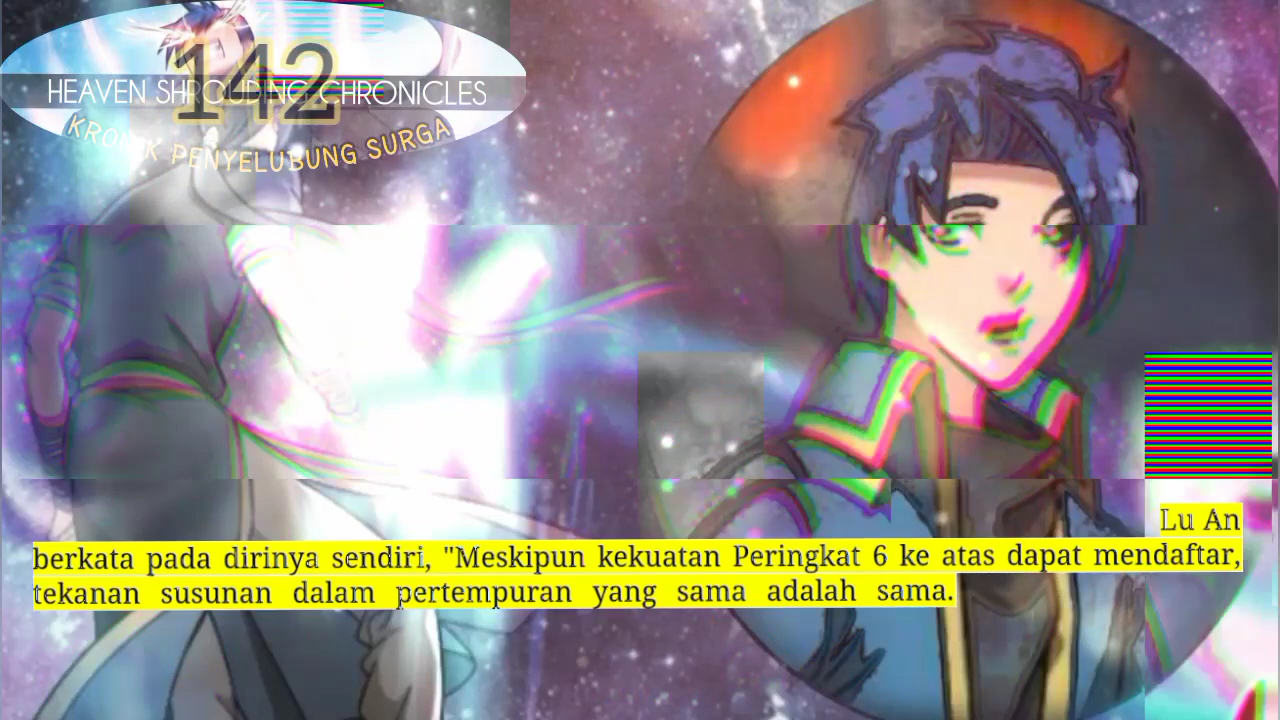 142
HEAVEN SHROUDING CHRONICLES
KRONIK PENYELUBUNG SURGA
Lu An
berkata pada dirinya sendiri, "Meskipun kekuatan Peringkat 6 ke atas dapat mendaftar,
tekanan susunan dalam pertempuran yang sama adalah sama.